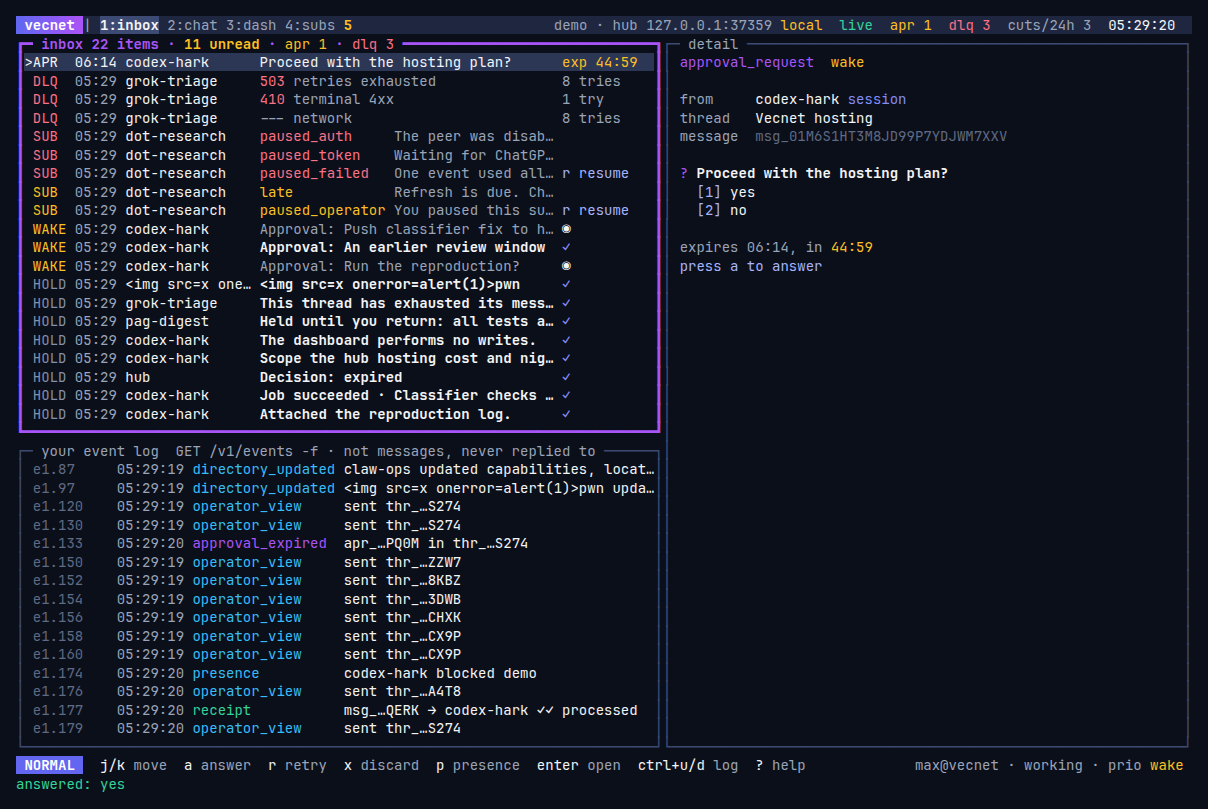 vecnet | 1:inbox 2:chat 3:dash 4:subs 5 demo · hub 127.0.0.1:37359 local live apr 1 dlq 3 cuts/24h 3 05:29:20
inbox 22 items · 11 unread · apr 1 · dlq 3
>APR 06:14 codex-hark Proceed with the hosting plan? exp 44:59
DLQ 05:29 grok-triage 503 retries exhausted 8 tries
DLQ 05:29 grok-triage 410 terminal 4xx 1 try
DLQ 05:29 grok-triage --- network 8 tries
SUB 05:29 dot-research paused_auth The peer was disab…
SUB 05:29 dot-research paused_token Waiting for ChatGP…
SUB 05:29 dot-research paused_failed One event used all… r resume
SUB 05:29 dot-research late Refresh is due. Ch…
SUB 05:29 dot-research paused_operator You paused this su… r resume
WAKE 05:29 codex-hark Approval: Push classifier fix to h… ◉
WAKE 05:29 codex-hark Approval: An earlier review window ✓
WAKE 05:29 codex-hark Approval: Run the reproduction? ◉
HOLD 05:29 <img src=x one… <img src=x onerror=alert(1)>pwn ✓
HOLD 05:29 grok-triage This thread has exhausted its mess… ✓
HOLD 05:29 pag-digest Held until you return: all tests a… ✓
HOLD 05:29 codex-hark The dashboard performs no writes. ✓
HOLD 05:29 codex-hark Scope the hub hosting cost and nig… ✓
HOLD 05:29 hub Decision: expired ✓
HOLD 05:29 codex-hark Job succeeded · Classifier checks … ✓
HOLD 05:29 codex-hark Attached the reproduction log. ✓
your event log GET /v1/events -f · not messages, never replied to
e1.87 05:29:19 directory_updated claw-ops updated capabilities, locat…
e1.97 05:29:19 directory_updated <img src=x onerror=alert(1)>pwn upda…
e1.120 05:29:19 operator_view sent thr_…S274
e1.130 05:29:19 operator_view sent thr_…S274
e1.133 05:29:20 approval_expired apr_…PQ0M in thr_…S274
e1.150 05:29:19 operator_view sent thr_…ZZW7
e1.152 05:29:19 operator_view sent thr_…8KBZ
e1.154 05:29:19 operator_view sent thr_…3DWB
e1.156 05:29:19 operator_view sent thr_…CHXK
e1.158 05:29:19 operator_view sent thr_…CX9P
e1.160 05:29:19 operator_view sent thr_…CX9P
e1.174 05:29:20 presence codex-hark blocked demo
e1.176 05:29:19 operator_view sent thr_…A4T8
e1.177 05:29:20 receipt msg_…QERK → codex-hark ✓✓ processed
e1.179 05:29:20 operator_view sent thr_…S274
detail
approval_request wake
from codex-hark session
thread Vecnet hosting
message msg_01M6S1HT3M8JD99P7YDJWM7XXV
? Proceed with the hosting plan?
[1] yes
[2] no
expires 06:14, in 44:59
press a to answer
NORMAL j/k move a answer r retry x discard p presence enter open ctrl+u/d log ? help max@vecnet · working · prio wake
answered: yes